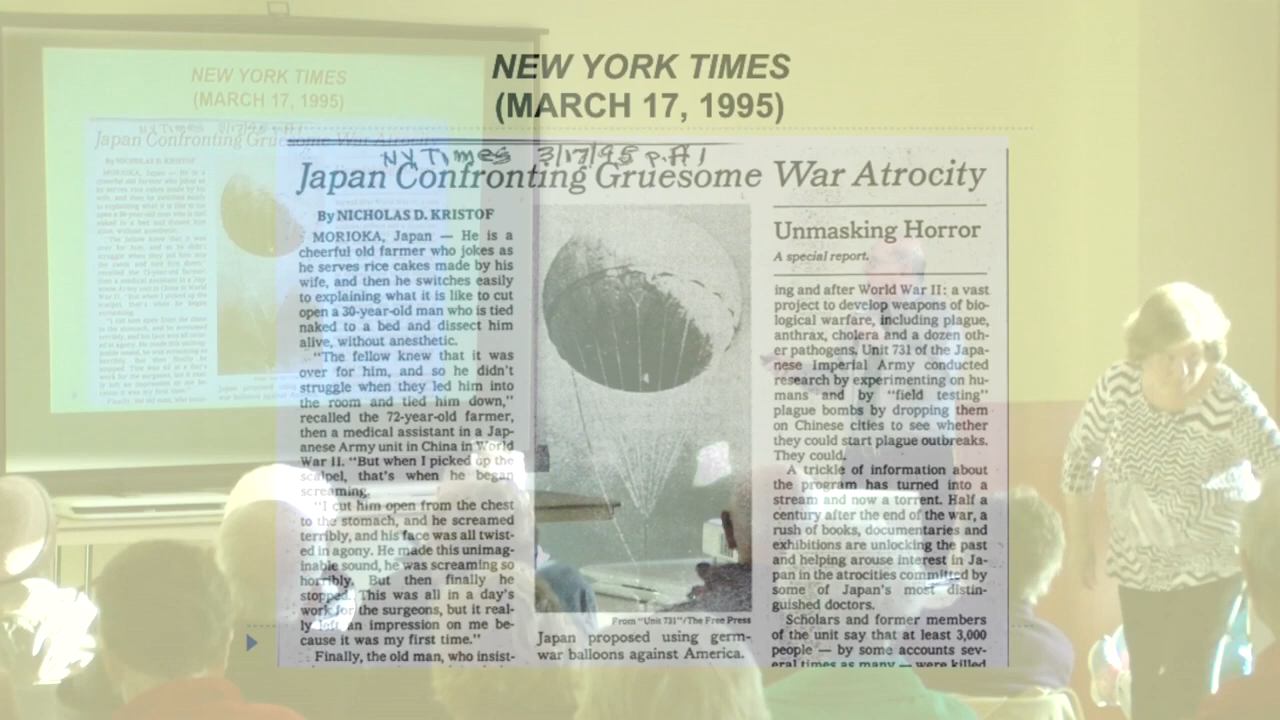 NEW YORK TIMES
(MARCH 17, 1995)
NEW YORK TIMES
(MARCH 17, 1995)
NY Times 3/17/95 p.A1
Japan Confronting Gruesome War Atrocity
By NICHOLAS D. KRISTOF
MORIOKA, Japan — He is a
cheerful old farmer who jokes as
he serves rice cakes made by his
wife, and then he switches easily
to explaining what it is like to cut
open a 30-year-old man who is tied
naked to a bed and dissect him
alive, without anesthetic.
"The fellow knew that it was
over for him, and so he didn't
struggle when they led him into
the room and tied him down,"
recalled the 72-year-old farmer,
then a medical assistant in a Jap-
anese Army unit in China in World
War II. "But when I picked up the
scalpel, that's when he began
screaming.
"I cut him open from the chest
to the stomach, and he screamed
terribly, and his face was all twist-
ed in agony. He made this unimag-
inable sound, he was screaming so
horribly. But then finally he
stopped. This was all in a day's
work for the surgeons, but it real-
ly left an impression on me be-
cause it was my first time."
Finally, the old man, who insist-
From "Unit 731"/The Free Press
Japan proposed using germ-
war balloons against America.
Unmasking Horror
A special report.
ing and after World War II: a vast
project to develop weapons of bio-
logical warfare, including plague,
anthrax, cholera and a dozen oth-
er pathogens. Unit 731 of the Japa-
nese Imperial Army conducted
research by experimenting on hu-
mans and by "field testing"
plague bombs by dropping them
on Chinese cities to see whether
they could start plague outbreaks.
They could.
A trickle of information about
the program has turned into a
stream and now a torrent. Half a
century after the end of the war, a
rush of books, documentaries and
exhibitions are unlocking the past
and helping arouse interest in Ja-
pan in the atrocities committed by
some of Japan's most distin-
guished doctors.
Scholars and former members
of the unit say that at least 3,000
people — by some accounts sev-
eral times as many — were killed